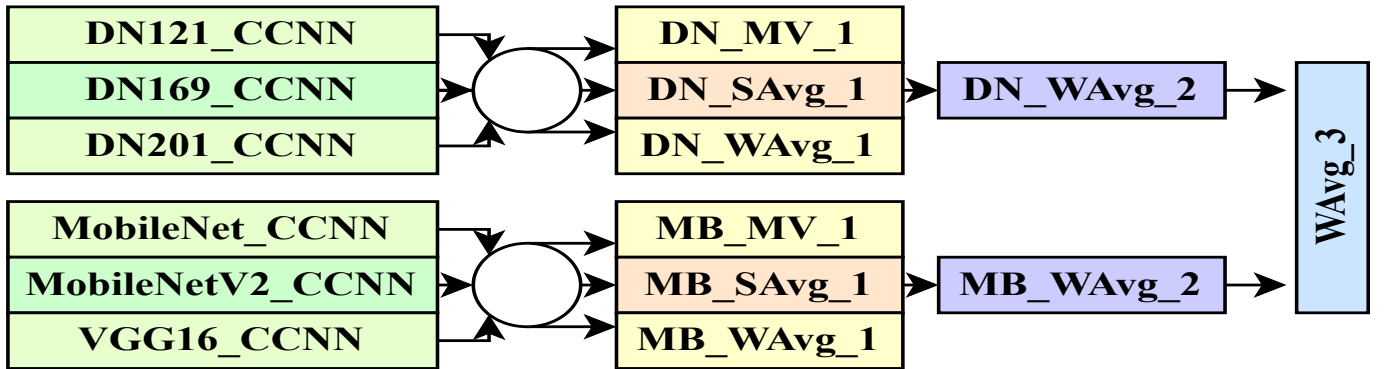 DN121_CCNN
DN169_CCNN
DN201_CCNN
DN_MV_1
DN_SAvg_1
DN_WAvg_1
DN_WAvg_2
MobileNet_CCNN
MobileNetV2_CCNN
VGG16_CCNN
MB_MV_1
MB_SAvg_1
MB_WAvg_1
MB_WAvg_2
WAvg_3